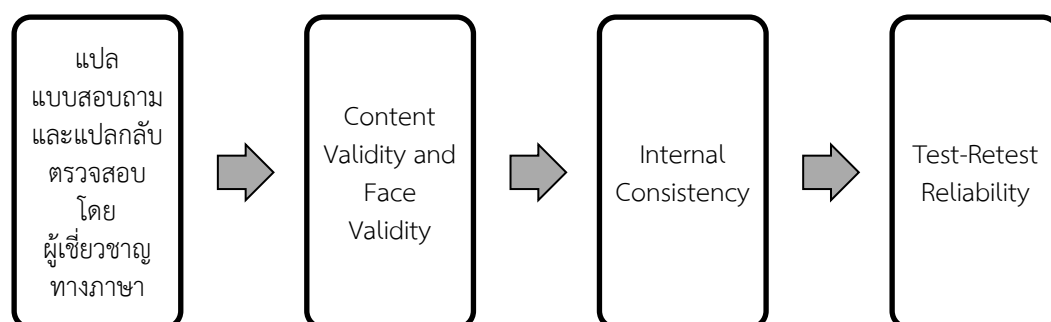 แปล
แบบสอบถาม
และแปลกลับ
ตรวจสอบ
โดย
ผู้เชี่ยวชาญ
ทางภาษา
Content
Validity and
Face
Validity
Internal
Consistency
Test-Retest
Reliability